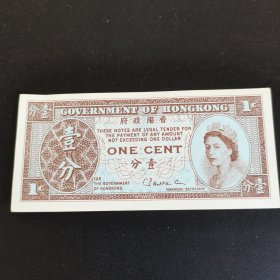 GOVERNMENT OF HONGKONG
分壹
1¢
府政港香
THESE NOTES ARE LEGAL TENDER FOR
THE PAYMENT OF ANY AMOUNT
NOT EXCEEDING ONE DOLLAR
壹分
ONE CENT
分壹
FOR
THE GOVERNMENT
OF HONGKONG
FINANCIAL SECRETARY
1¢
分壹